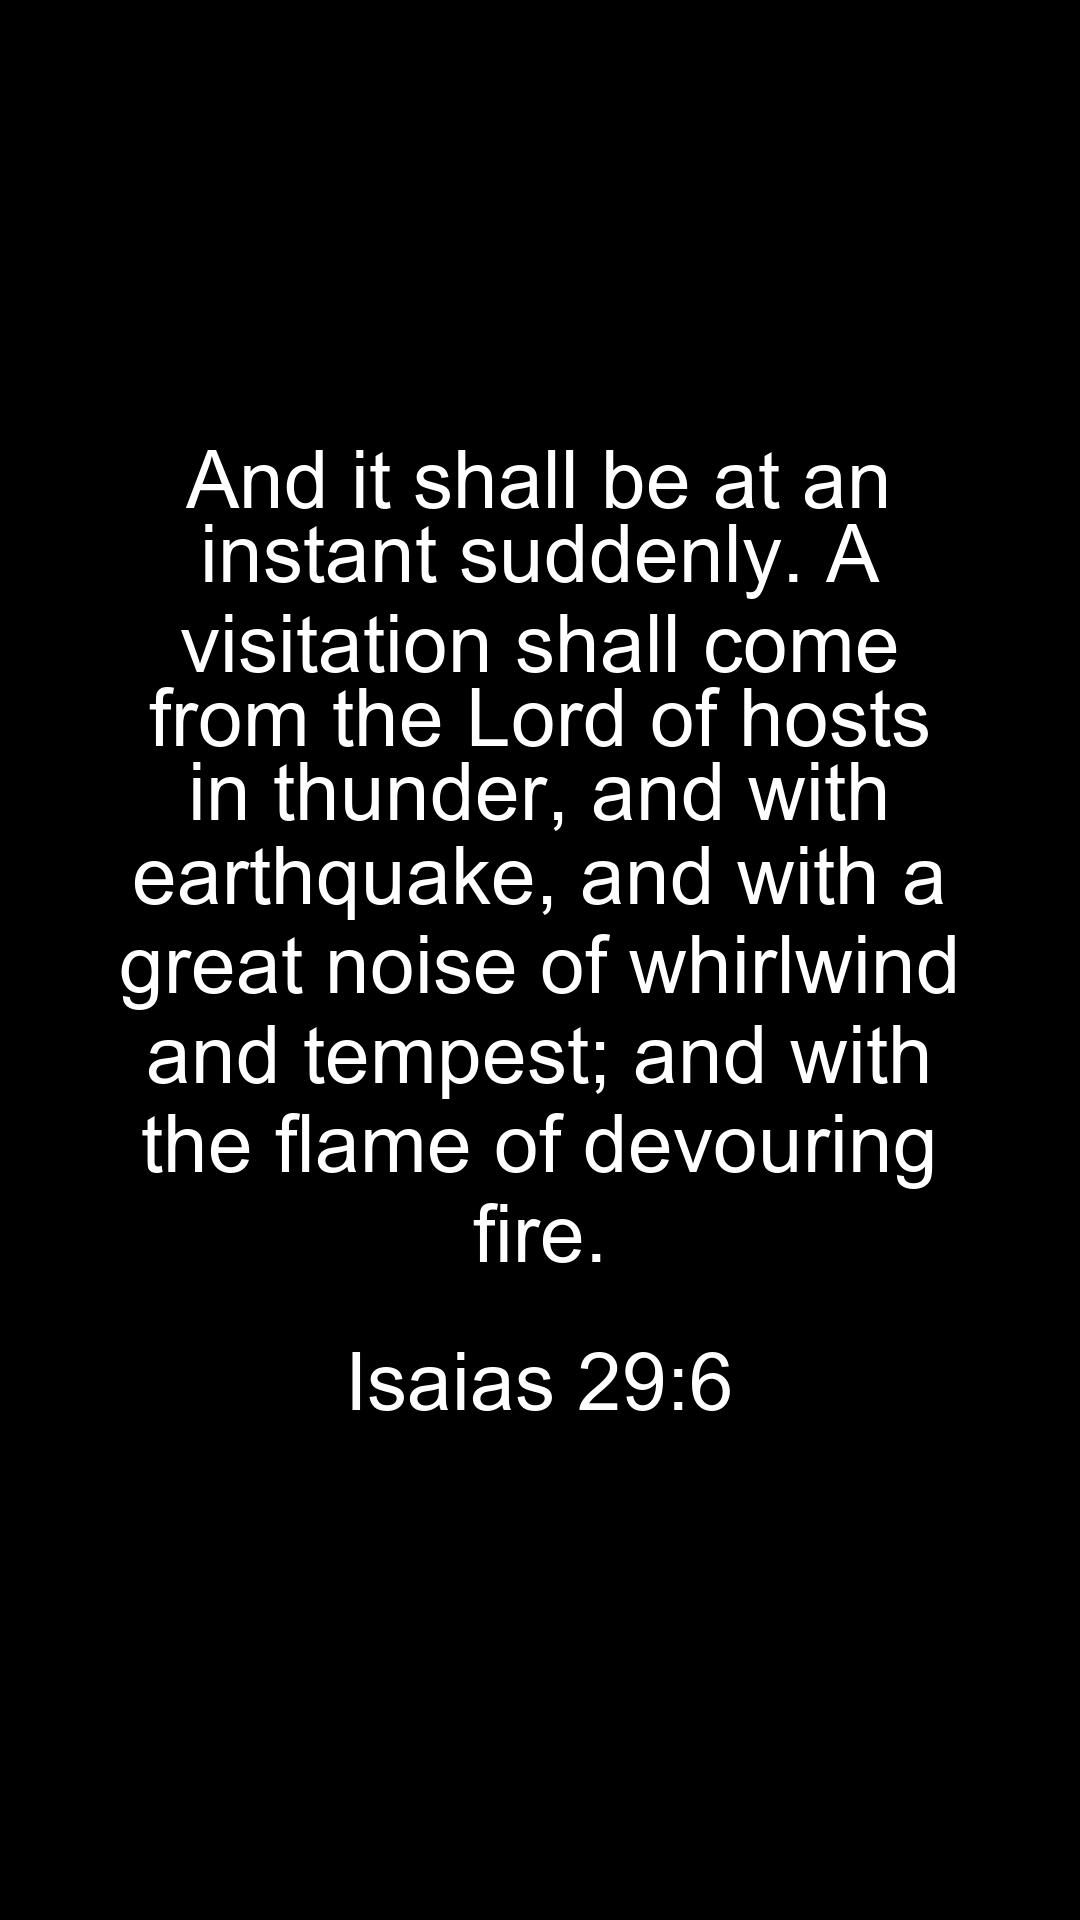 And it shall be at an
instant suddenly. A
visitation shall come
from the Lord of hosts
in thunder, and with
earthquake, and with a
great noise of whirlwind
and tempest; and with
the flame of devouring
fire.
Isaias 29:6